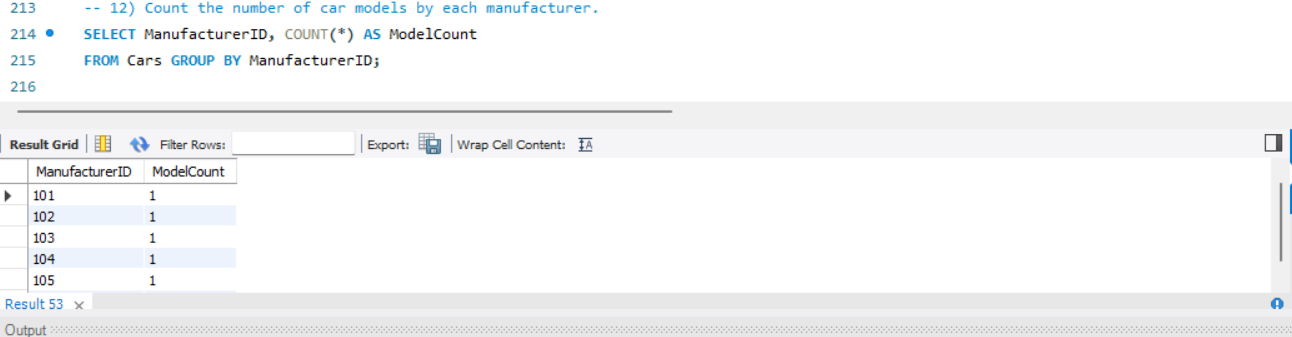 213 -- 12) Count the number of car models by each manufacturer.
214 SELECT ManufacturerID, COUNT(*) AS ModelCount
215 FROM Cars GROUP BY ManufacturerID;
216
Result Grid Filter Rows: Export: Wrap Cell Content: IA
ManufacturerID ModelCount
101 1
102 1
103 1
104 1
105 1
Result 53 ×
Output